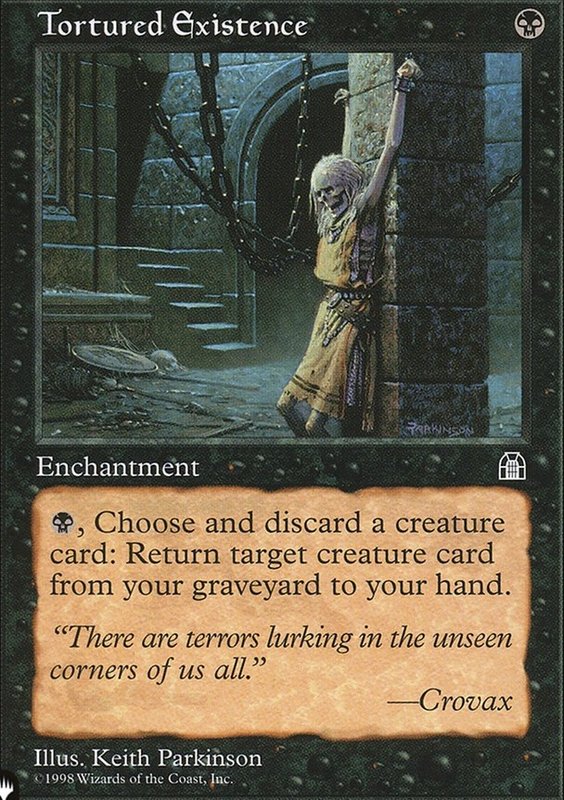 Tortured Existence
PARKINSON
Enchantment
, Choose and discard a creature
card: Return target creature card
from your graveyard to your hand.
“There are terrors lurking in the unseen
corners of us all.”
—Crovax
Illus. Keith Parkinson
©1998 Wizards of the Coast, Inc.